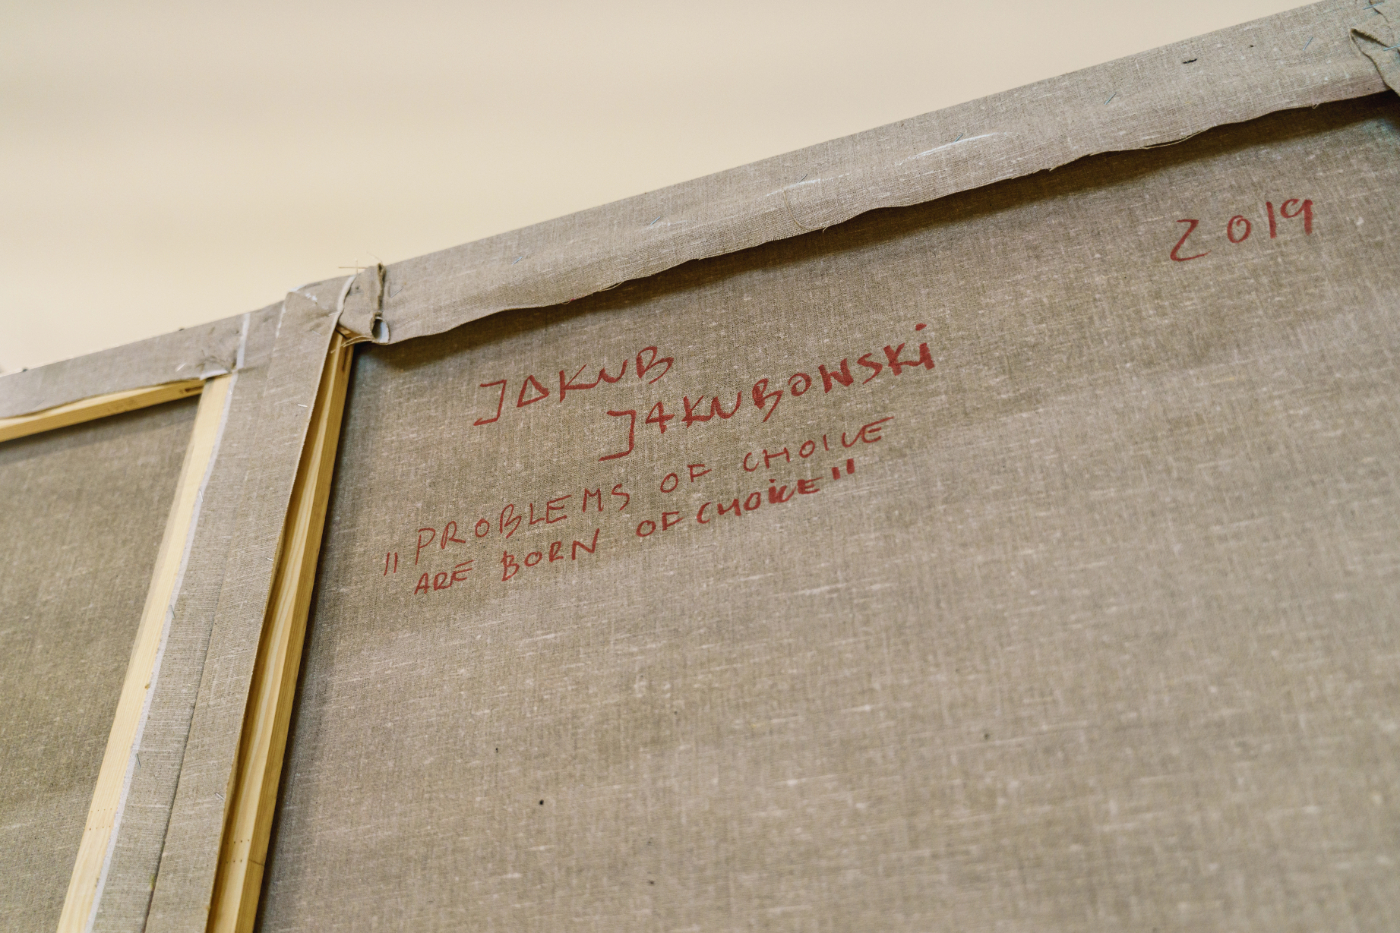 2019
JAKUB
JAKUBOWSKi
"PROBLEMS OF CHOICE
ARE BORN OF CHOiCE"